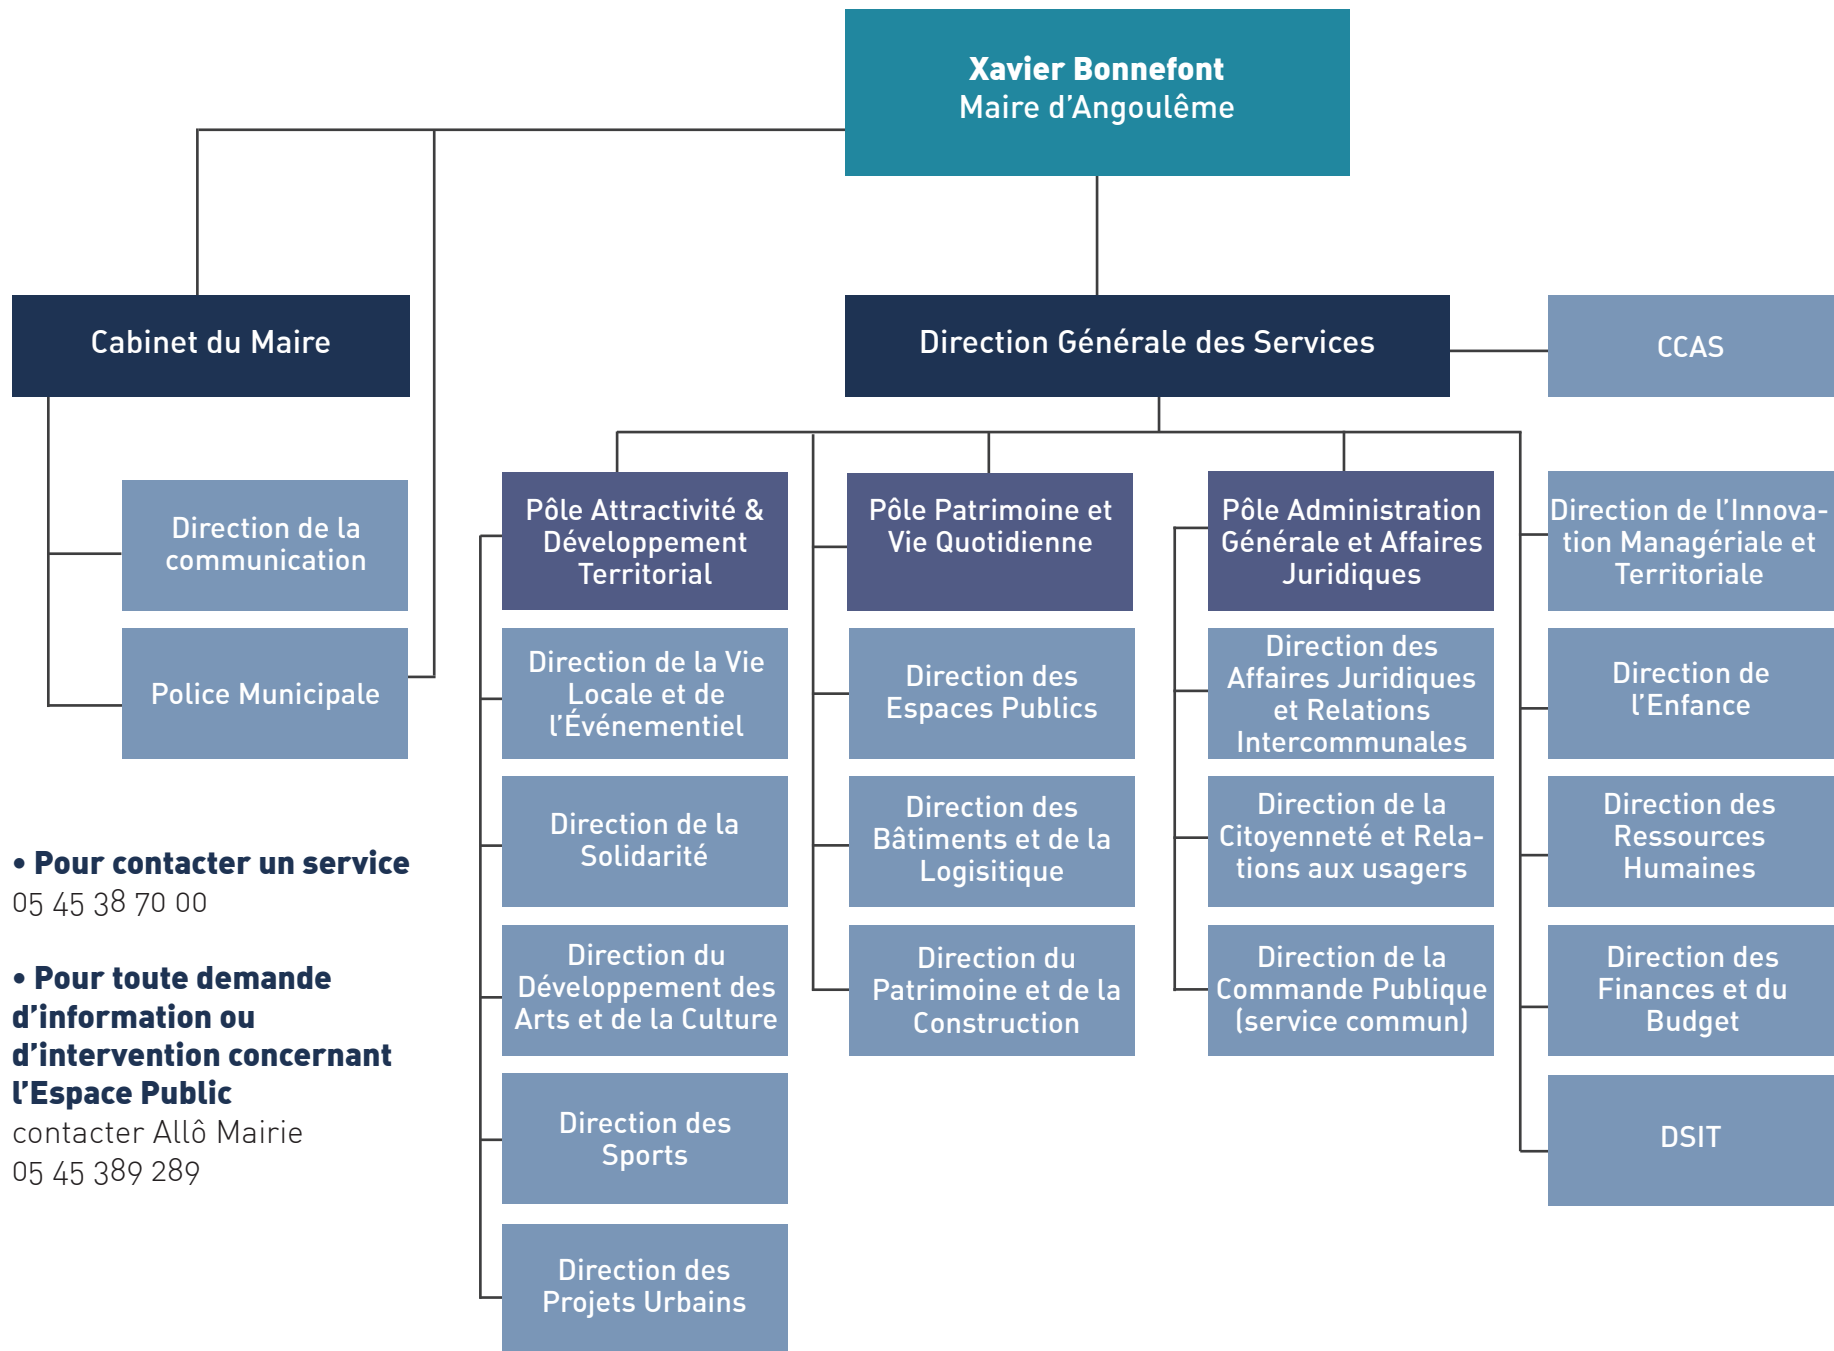 Xavier Bonnefont
Maire d'Angoulême
Cabinet du Maire
Direction Générale des Services
CCAS
Direction de la
communication
Police Municipale
• Pour contacter un service
05 45 38 70 00
• Pour toute demande
d'information ou
d'intervention concernant
l'Espace Public
contacter Allô Mairie
05 45 389 289
Pôle Attractivité &
Développement
Territorial
Direction de la Vie
Locale et de
l'Événementiel
Direction de la
Solidarité
Direction du
Développement des
Arts et de la Culture
Direction des
Sports
Direction des
Projets Urbains
Pôle Patrimoine et
Vie Quotidienne
Direction des
Espaces Publics
Direction des
Bâtiments et de la
Logisitique
Direction du
Patrimoine et de la
Construction
Pôle Administration
Générale et Affaires
Juridiques
Direction des
Affaires Juridiques
et Relations
Intercommunales
Direction de la
Citoyenneté et Rela-
tions aux usagers
Direction de la
Commande Publique
(service commun)
Direction de l'Innova-
tion Managériale et
Territoriale
Direction de
l'Enfance
Direction des
Ressources
Humaines
Direction des
Finances et du
Budget
DSIT